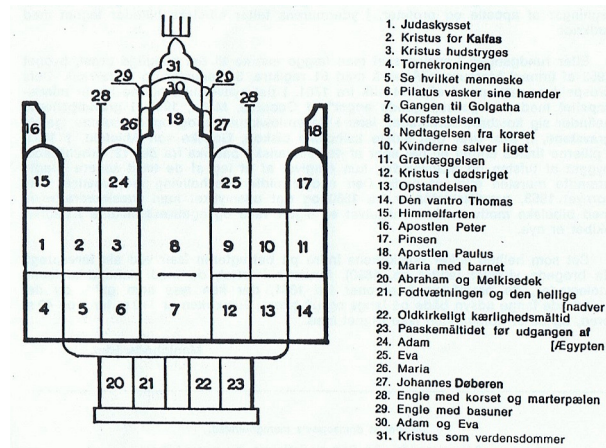 31
29
29
30
28
28
16
26
19
27
18
15
24
25
17
1
2
3
8
9
10
11
4
5
6
7
12
13
14
20
21
22
23
1. Judaskysset
2. Kristus for Kaifas
3. Kristus hudstryges
4. Tornekroningen
5. Se hvilket menneske
6. Pilatus vasker sine hænder
7. Gangen til Golgatha
8. Korsfæstelsen
9. Nedtagelsen fra korset
10. Kvinderne salver liget
11. Gravlæggelsen
12. Kristus i dødsriget
13. Opstandelsen
14. Den vantro Thomas
15. Himmelfarten
16. Apostlen Peter
17. Pinsen
18. Apostlen Paulus
19. Maria med barnet
20. Abraham og Melkisedek
21. Fodtvætningen og den hellige
[nadver
22. Oldkirkeligt kærlighedsmåltid
23. Paaskemåltidet før udgangen af
24. Adam [Ægypten
25. Eva
26. Maria
27. Johannes Døberen
28. Engle med korset og marterpælen
29. Engle med basuner
30. Adam og Eva
31. Kristus som verdensdommer